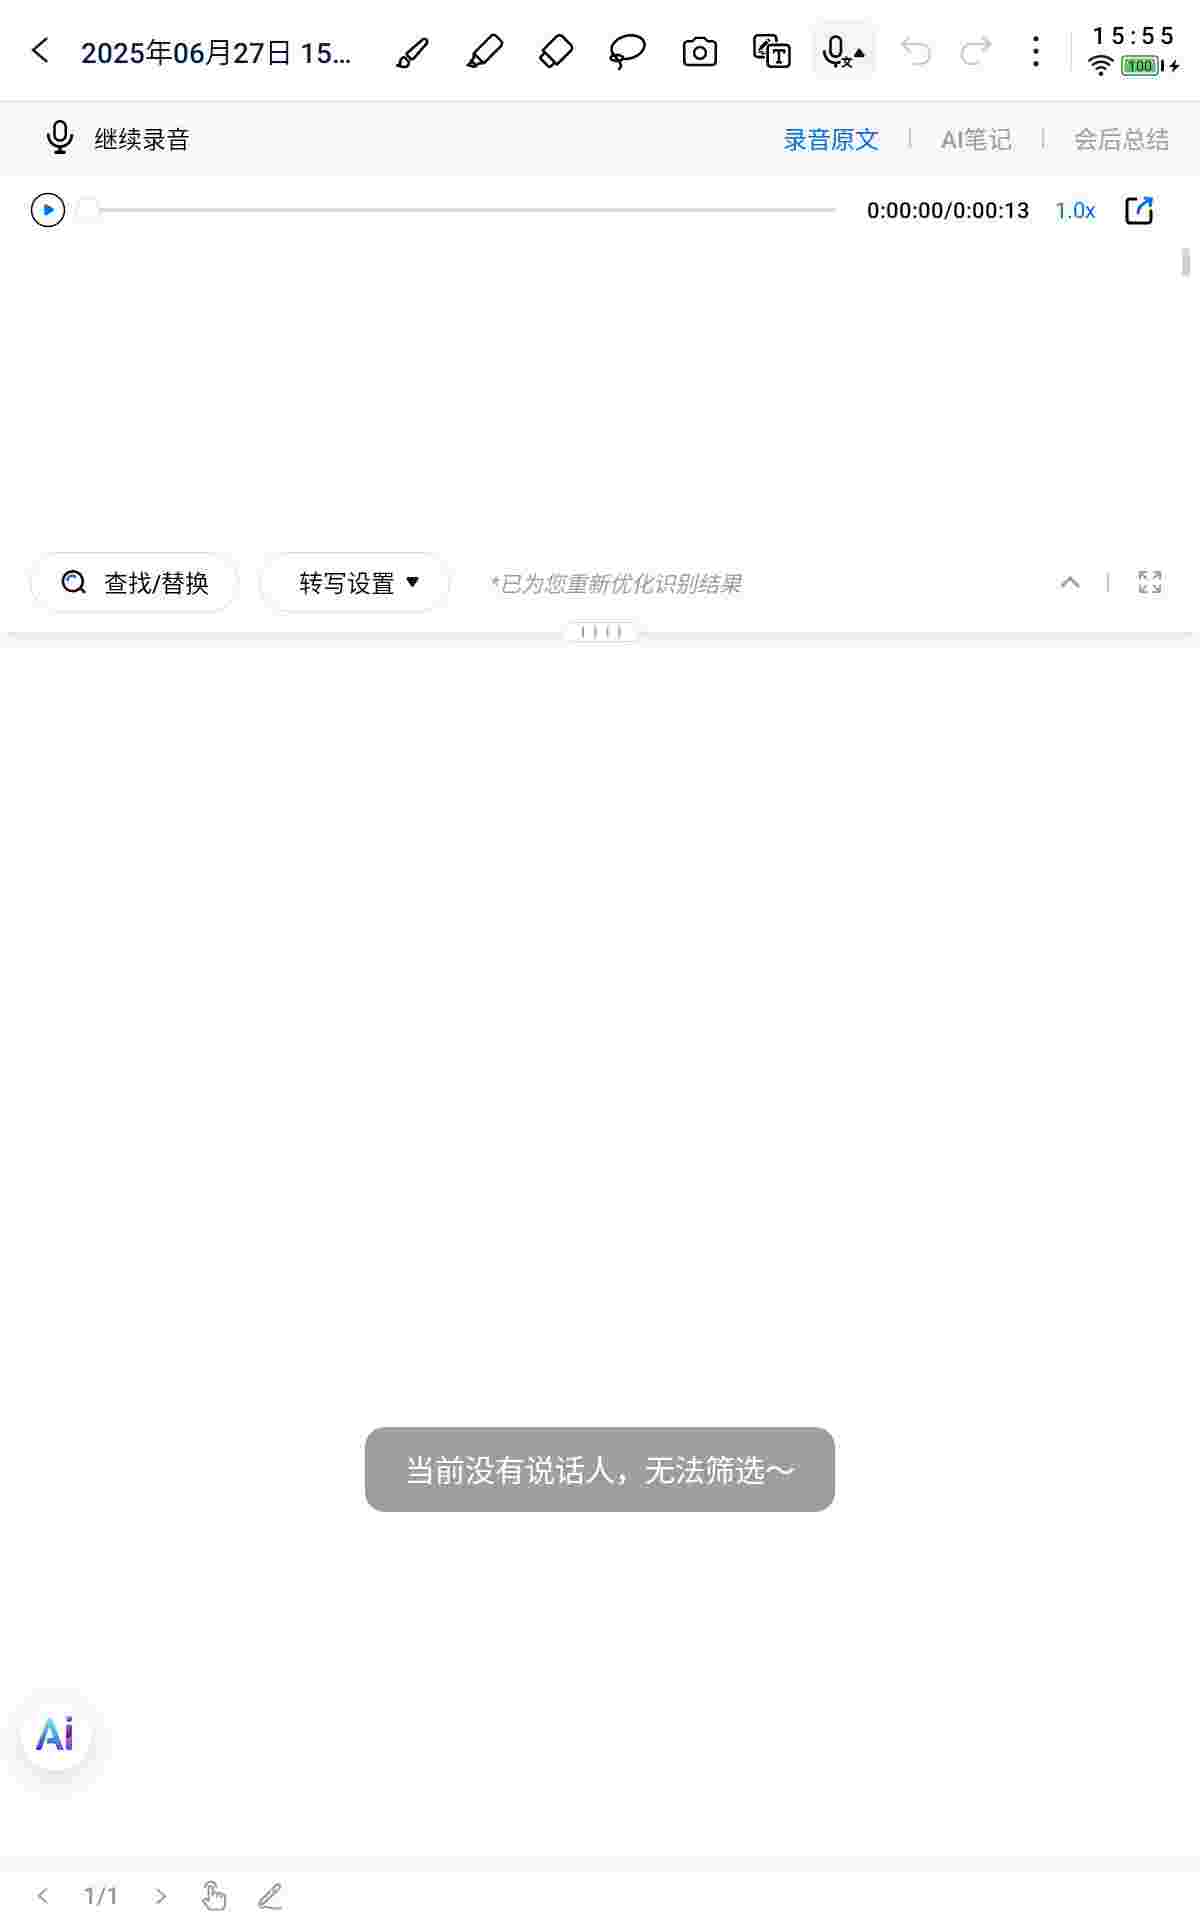 2025年06月27日 15...
15:55
100
继续录音
录音原文
AI笔记
会后总结
0:00:00/0:00:13
1.0x
查找/替换
转写设置
*已为您重新优化识别结果
当前没有说话人，无法筛选～
Ai
1/1